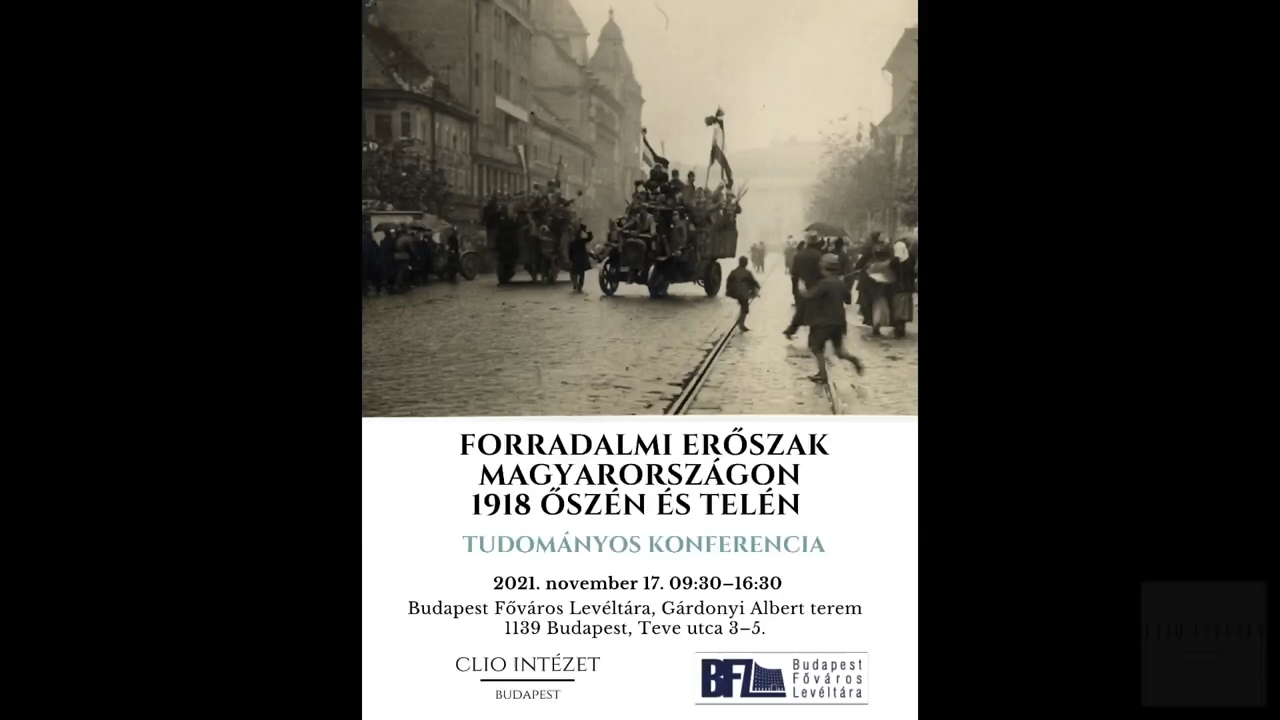 FORRADALMI ERŐSZAK
MAGYARORSZÁGON
1918 ŐSZÉN ÉS TELÉN
TUDOMÁNYOS KONFERENCIA
2021. november 17. 09:30–16:30
Budapest Főváros Levéltára, Gárdonyi Albert terem
1139 Budapest, Teve utca 3–5.
CLIO INTÉZET
BUDAPEST
BFL
Budapest
Főváros
Levéltára